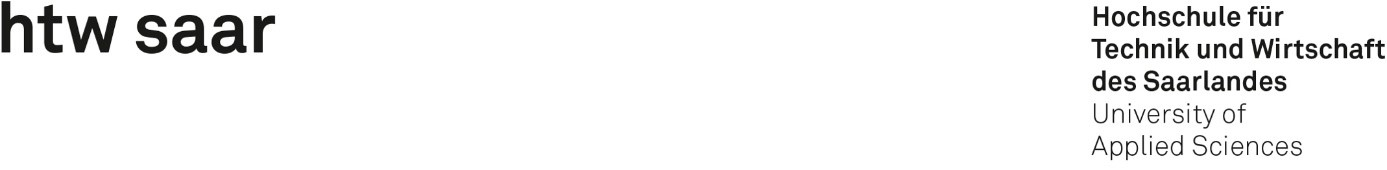 htw saar
Hochschule für
Technik und Wirtschaft
des Saarlandes
University of
Applied Sciences